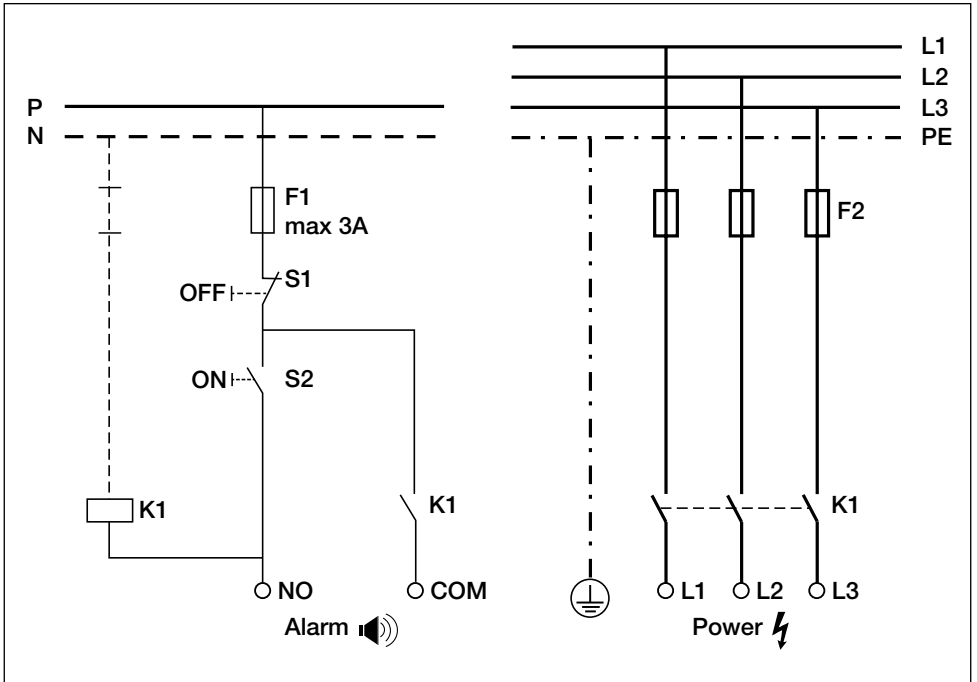 P
N
F1
max 3A
S1
OFF
ON
S2
K1
K1
NO
COM
Alarm
L1
L2
L3
PE
F2
K1
L1
L2
L3
Power